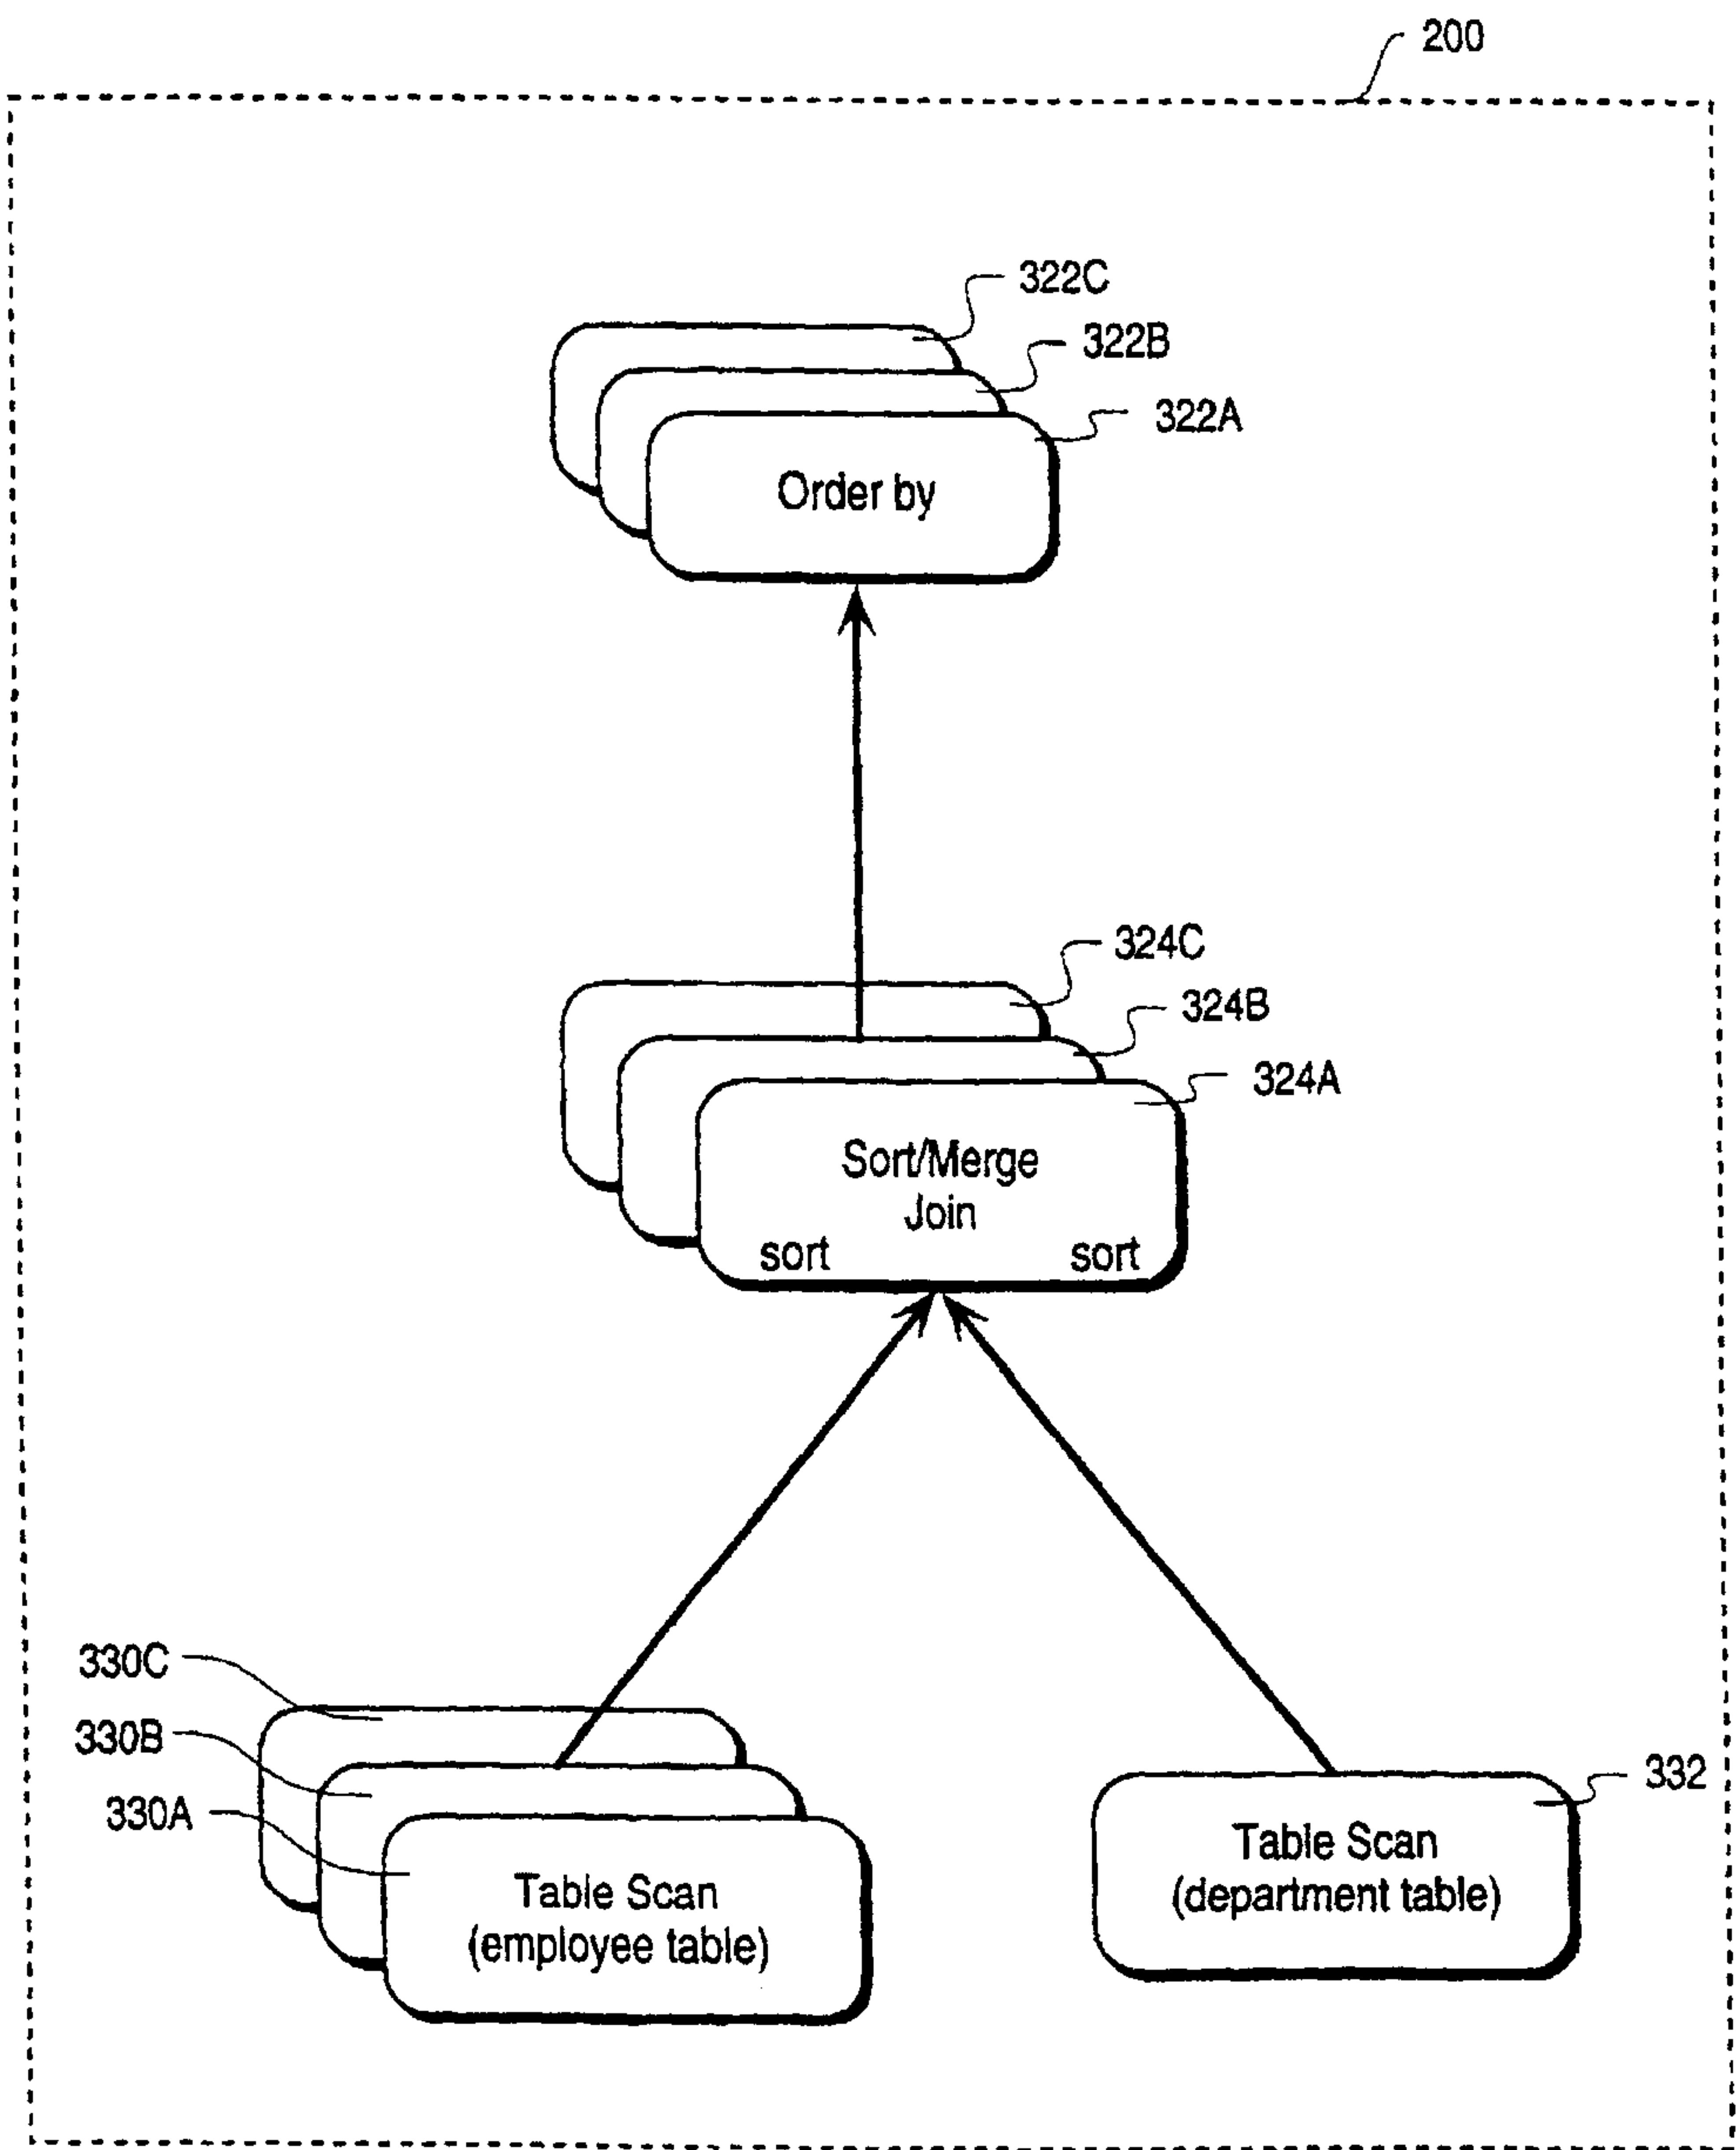 200
322C
322B
322A
Order by
324C
324B
324A
Sort/Merge
Join
sort sort
330C
330B
330A
Table Scan
(employee table)
332
Table Scan
(department table)